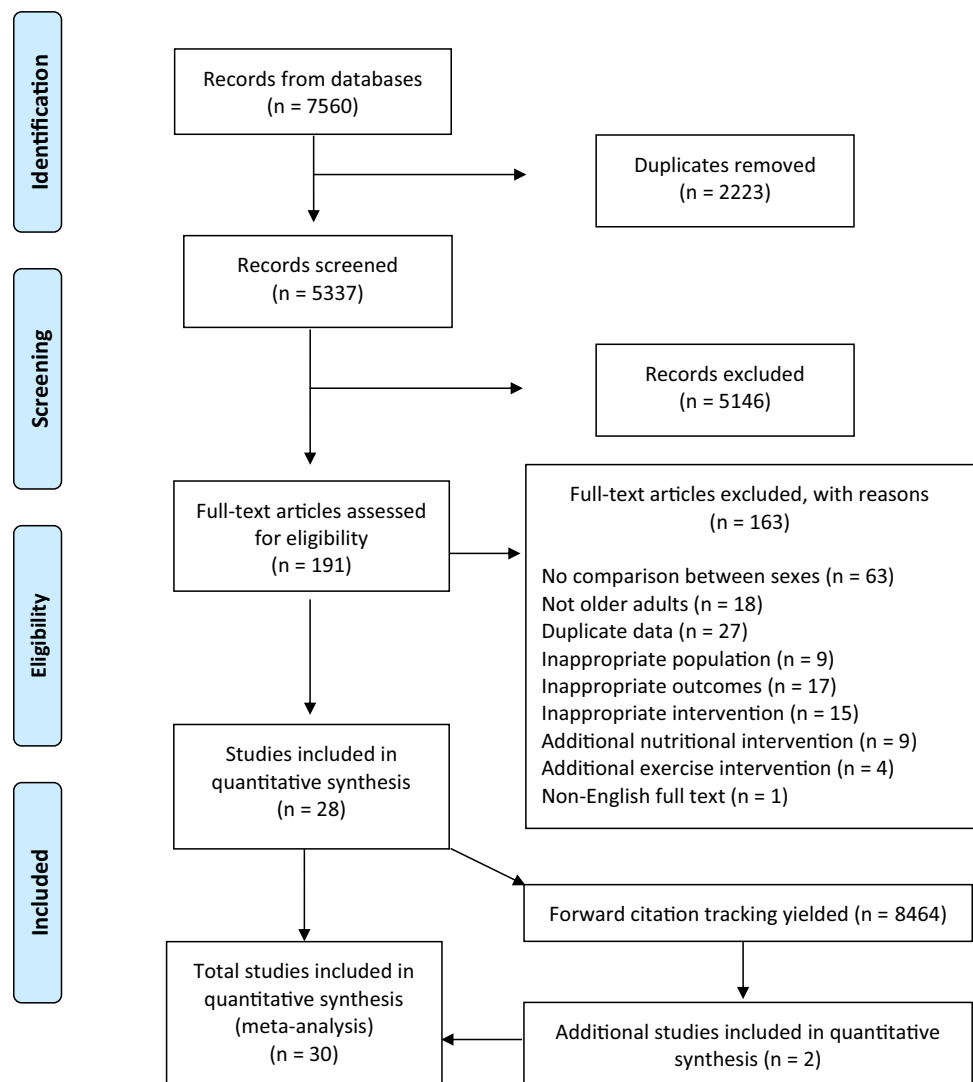 Identification
Records from databases
(n = 7560)
Duplicates removed
(n = 2223)
Screening
Records screened
(n = 5337)
Records excluded
(n = 5146)
Eligibility
Full-text articles assessed
for eligibility
(n = 191)
Full-text articles excluded, with reasons
(n = 163)
No comparison between sexes (n = 63)
Not older adults (n = 18)
Duplicate data (n = 27)
Inappropriate population (n = 9)
Inappropriate outcomes (n = 17)
Inappropriate intervention (n = 15)
Additional nutritional intervention (n = 9)
Additional exercise intervention (n = 4)
Non-English full text (n = 1)
Studies included in
quantitative synthesis
(n = 28)
Included
Forward citation tracking yielded (n = 8464)
Total studies included in
quantitative synthesis
(meta-analysis)
n = 30)
Additional studies included in quantitative
synthesis (n = 2)